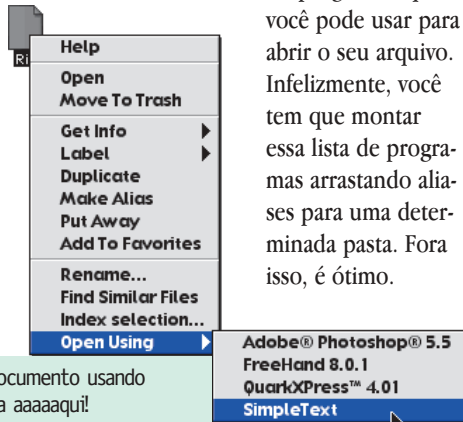 você pode usar para
abrir o seu arquivo.
Infelizmente, você
tem que montar
essa lista de progra-
mas arrastando alia-
ses para uma deter-
minada pasta. Fora
isso, é ótimo.
Ri
Help
Open
Move To Trash
Get Info
Label
Duplicate
Make Alias
Put Away
Add To Favorites
Rename...
Find Similar Files
Index selection...
Open Using
Adobe® Photoshop® 5.5
FreeHand 8.0.1
QuarkXPress™ 4.01
SimpleText
ocumento usando
a aaaaaqui!